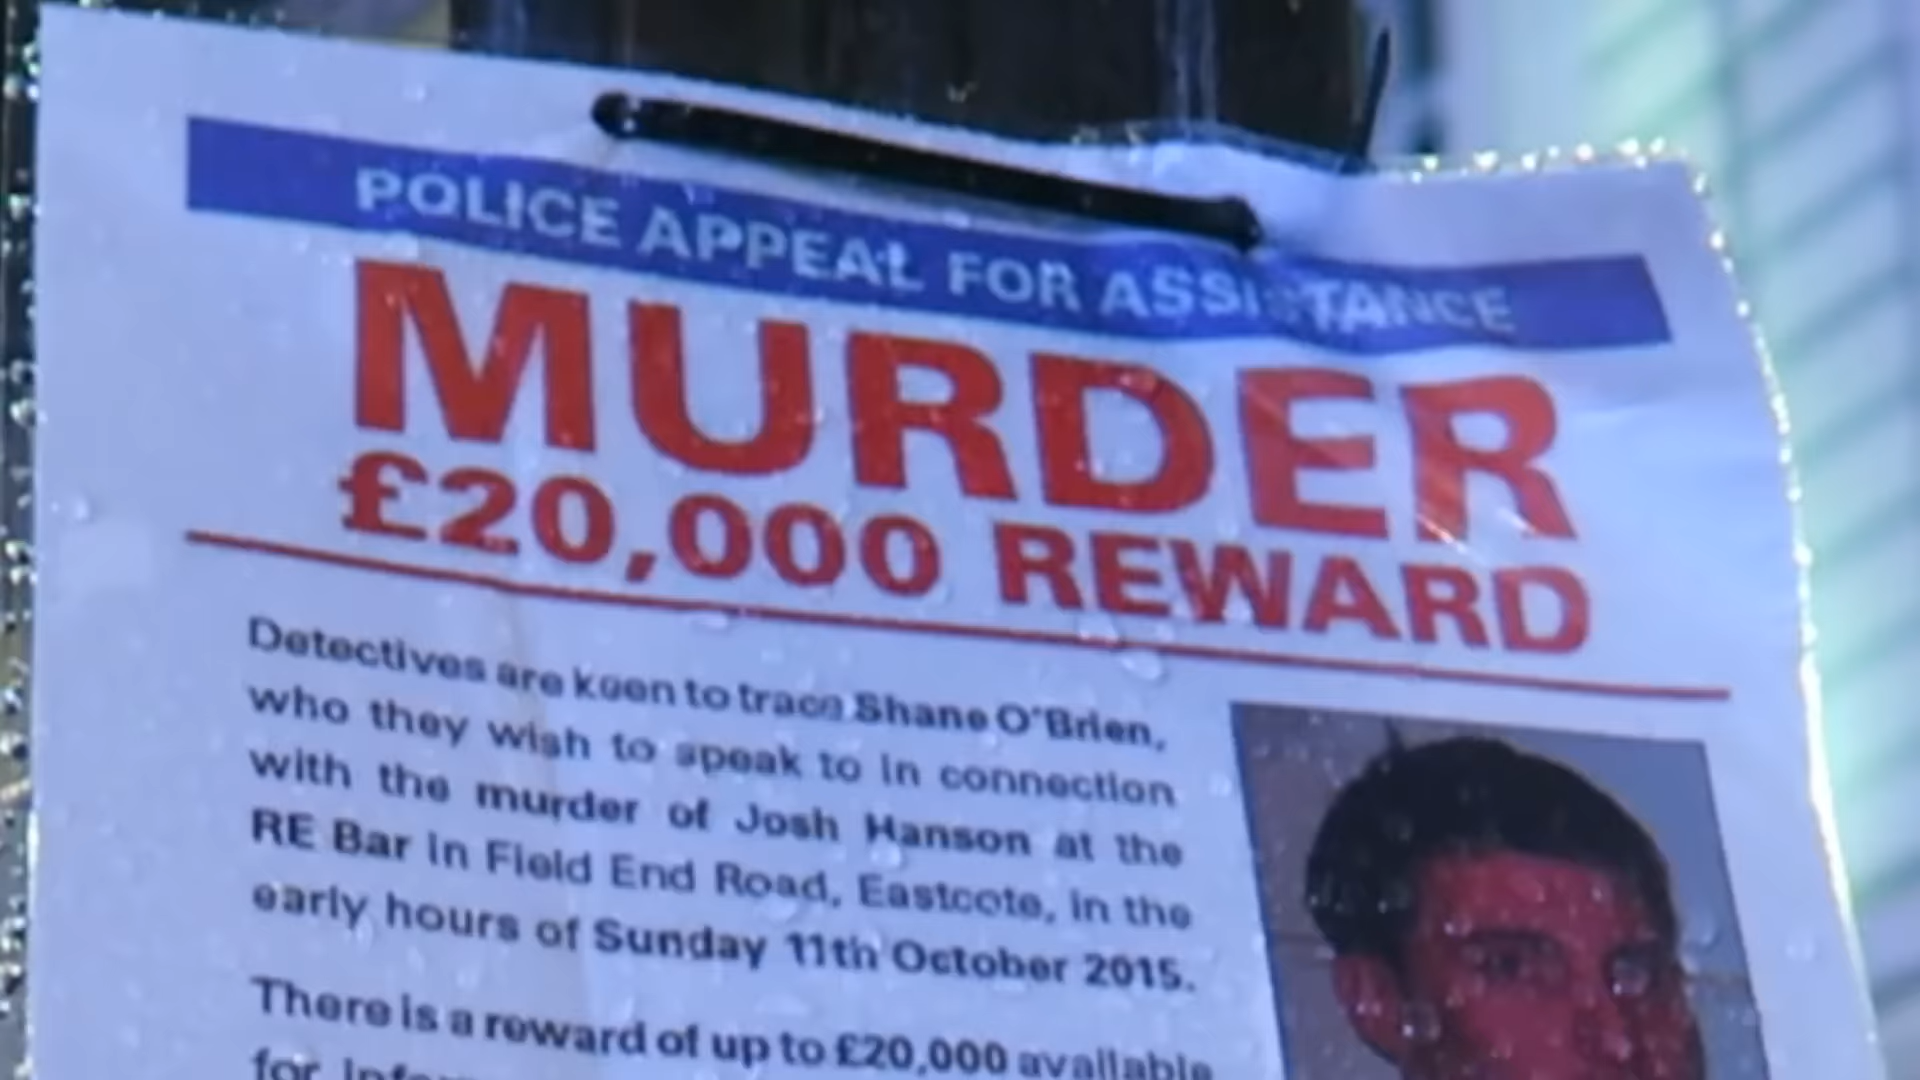 POLICE APPEAL FOR ASSISTANCE
MURDER
£20,000 REWARD
Detectives are keen to trace Shane O'Brien,
who they wish to speak to in connection
with the murder of Josh Hanson at the
RE Bar in Field End Road, Eastcote, in the
early hours of Sunday 11th October 2015.
There is a reward of up to £20,000 available
for